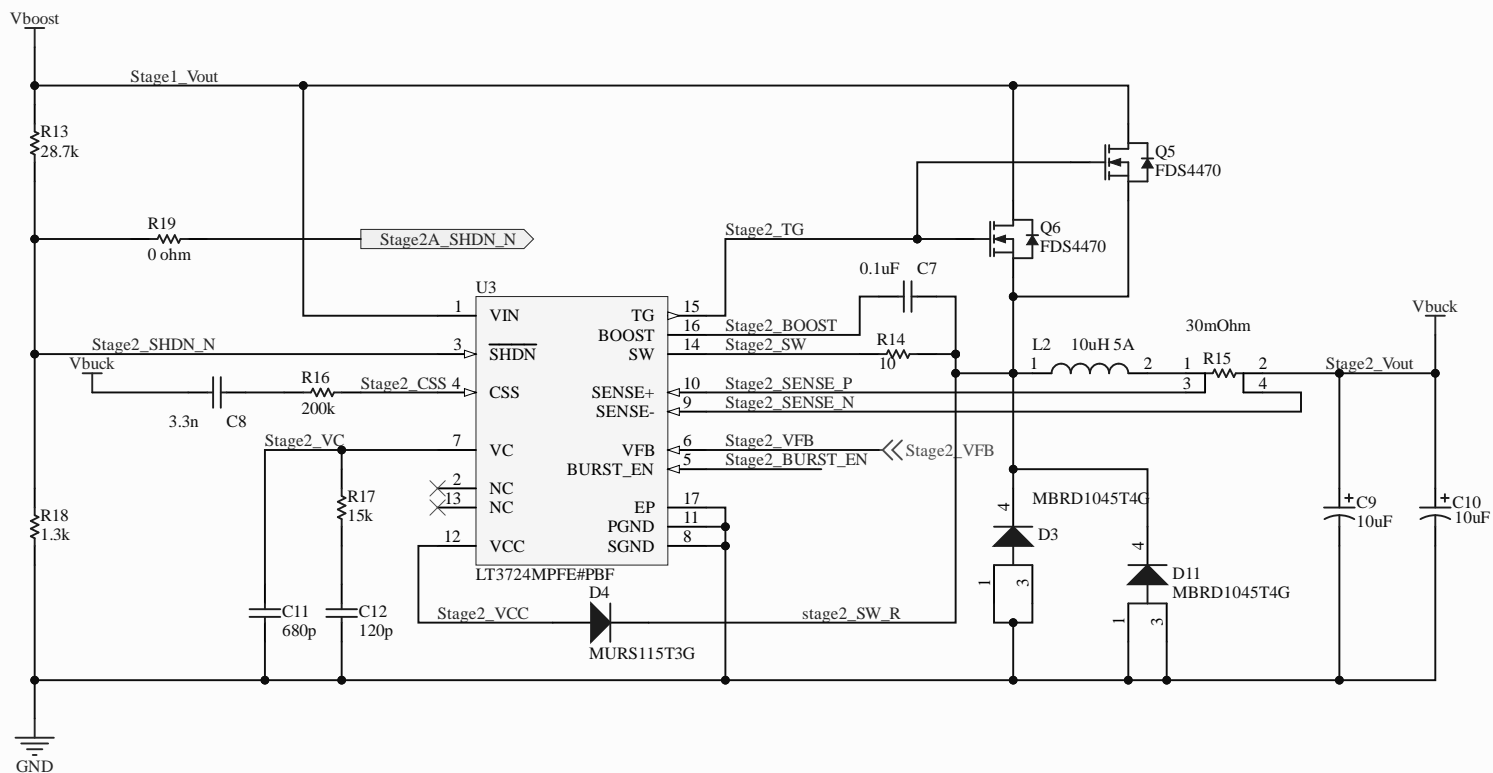 Vboost
Stage1_Vout
R13
28.7k
R19
0 ohm
Stage2A_SHDN_N
Stage2_TG
Q5
FDS4470
Q6
FDS4470
0.1uF C7
U3
1 VIN
TG 15
BOOST 16 Stage2_BOOST
SW 14 Stage2_SW
R14
10
Stage2_SHDN_N 3 SHDN
Vbuck
R16
200k
Stage2_CSS 4 CSS
3.3n C8
SENSE+ 10 Stage2_SENSE_P
SENSE- 9 Stage2_SENSE_N
L2 10uH 5A
1 2
30mOhm
1 R15 2
3 4
Stage2_Vout
Vbuck
Stage2_VC 7 VC
VFB 6 Stage2_VFB
Stage2_VFB
BURST_EN 5 Stage2_BURST_EN
2 NC
13 NC
R17
15k
R18
1.3k
EP 17
PGND 11
SGND 8
12 VCC
LT3724MPFE#PBF
MBRD1045T4G
4
D3
1 3
4
D11
MBRD1045T4G
1 3
+ C9
10uF
+ C10
10uF
C11
680p
C12
120p
Stage2_VCC
D4
MURS115T3G
stage2_SW_R
GND